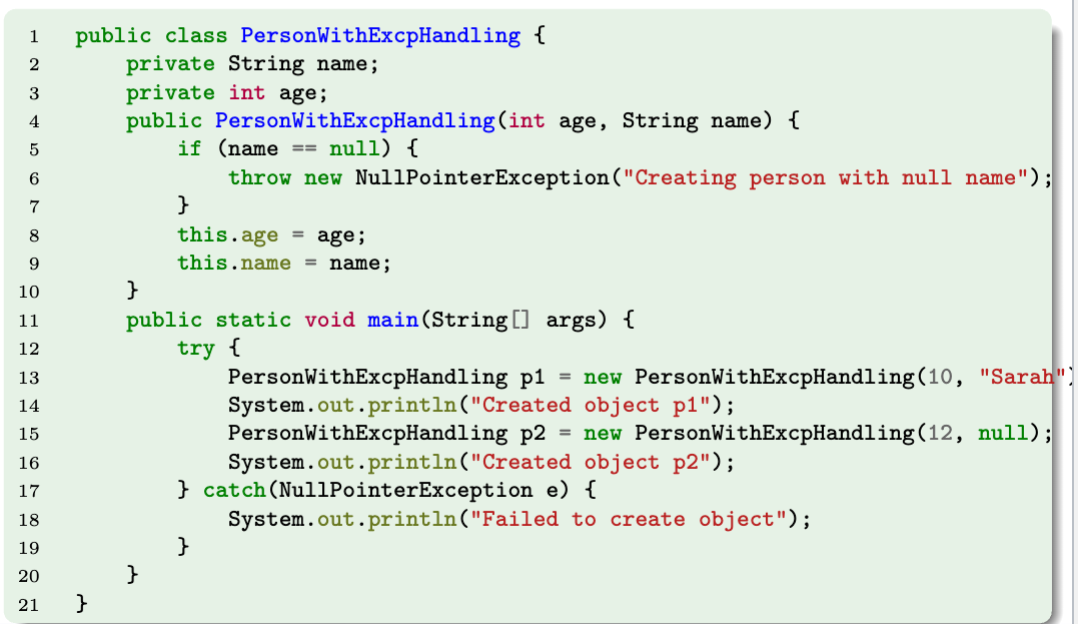 1 public class PersonWithExcpHandling {
2 private String name;
3 private int age;
4 public PersonWithExcpHandling(int age, String name) {
5 if (name == null) {
6 throw new NullPointerException("Creating person with null name");
7 }
8 this.age = age;
9 this.name = name;
10 }
11 public static void main(String[] args) {
12 try {
13 PersonWithExcpHandling p1 = new PersonWithExcpHandling(10, "Sarah")
14 System.out.println("Created object p1");
15 PersonWithExcpHandling p2 = new PersonWithExcpHandling(12, null);
16 System.out.println("Created object p2");
17 } catch(NullPointerException e) {
18 System.out.println("Failed to create object");
19 }
20 }
21 }